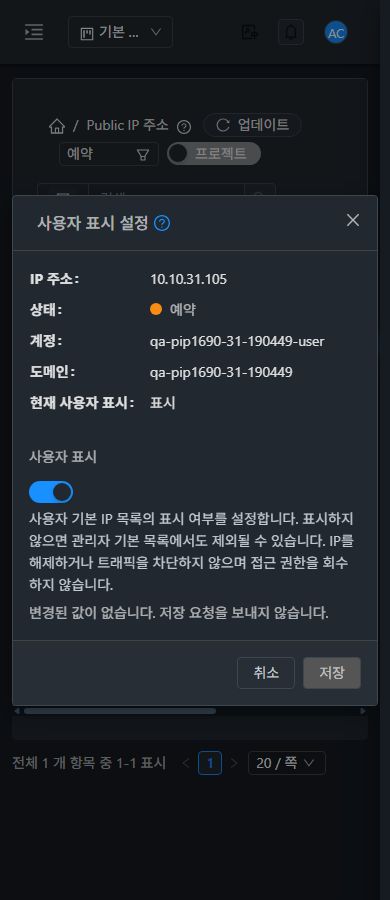 기본 ...
AC
/ Public IP 주소
업데이트
예약
프로젝트
사용자 표시 설정
IP 주소: 10.10.31.105
상태: 예약
계정: qa-pip1690-31-190449-user
도메인: qa-pip1690-31-190449
현재 사용자 표시: 표시
사용자 표시
사용자 기본 IP 목록의 표시 여부를 설정합니다. 표시하지
않으면 관리자 기본 목록에서도 제외될 수 있습니다. IP를
해제하거나 트래픽을 차단하지 않으며 접근 권한을 회수
하지 않습니다.
변경된 값이 없습니다. 저장 요청을 보내지 않습니다.
취소
저장
전체 1 개 항목 중 1-1 표시
1
20 / 쪽